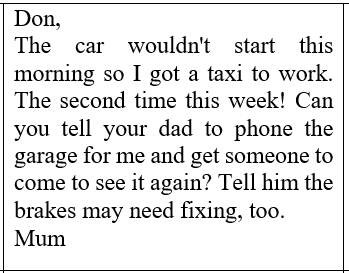 Don,
The car wouldn't start this
morning so I got a taxi to work.
The second time this week! Can
you tell your dad to phone the
garage for me and get someone to
come to see it again? Tell him the
brakes may need fixing, too.
Mum